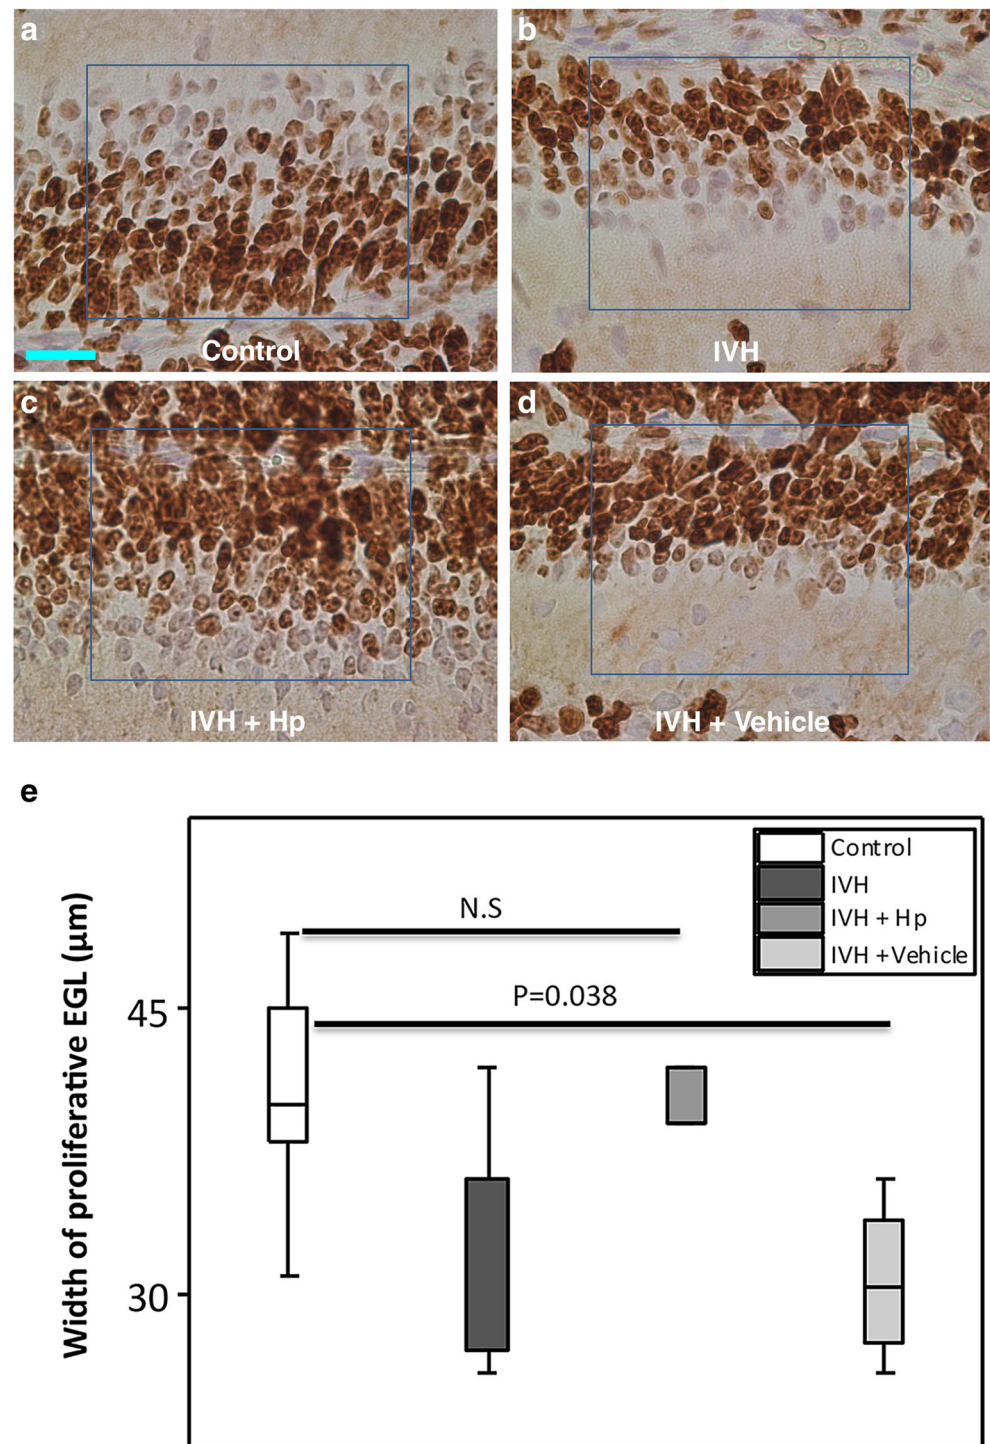 a
b
Control
IVH
c
d
IVH + Hp
IVH + Vehicle
e
Control
IVH
IVH + Hp
IVH +Vehicle
N.S
P=0.038
45
30
Width of proliferative EGL (µm)